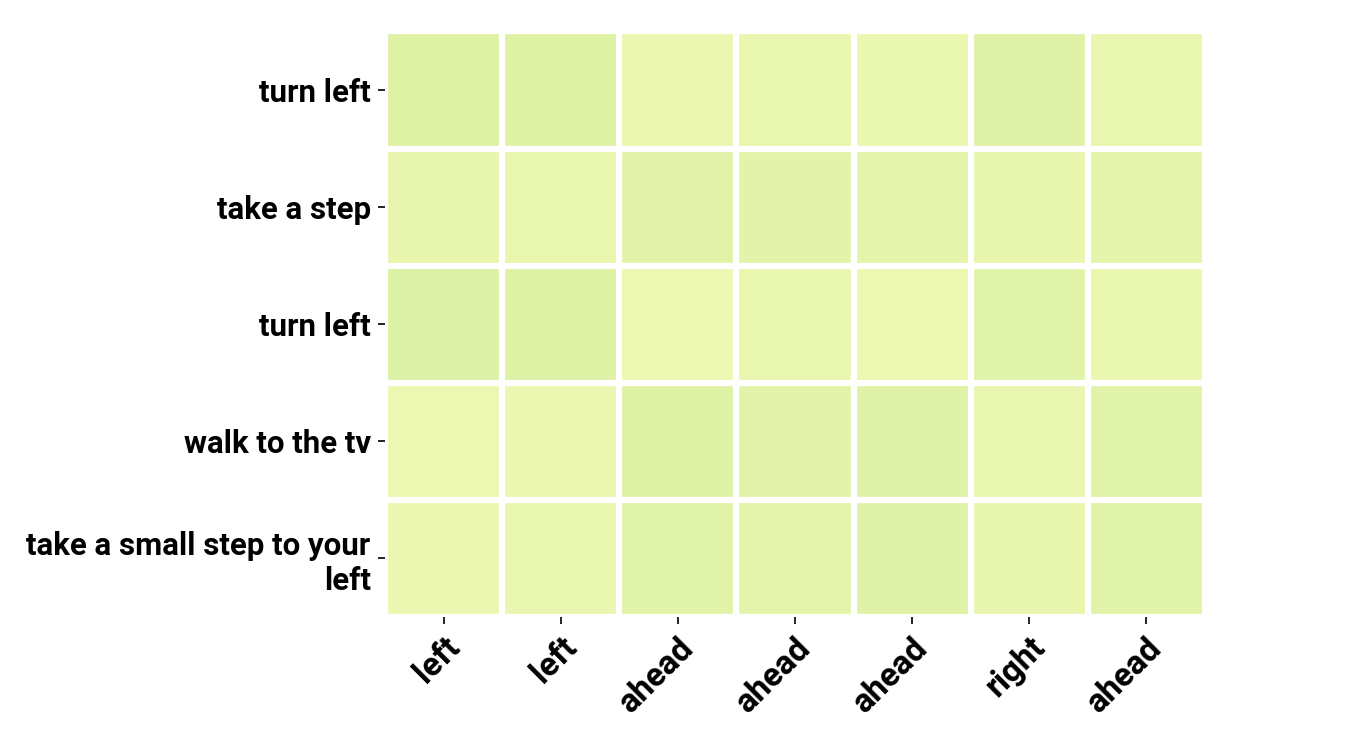 turn left
take a step
turn left
walk to the tv
take a small step to your
left
left
left
ahead
ahead
ahead
right
ahead